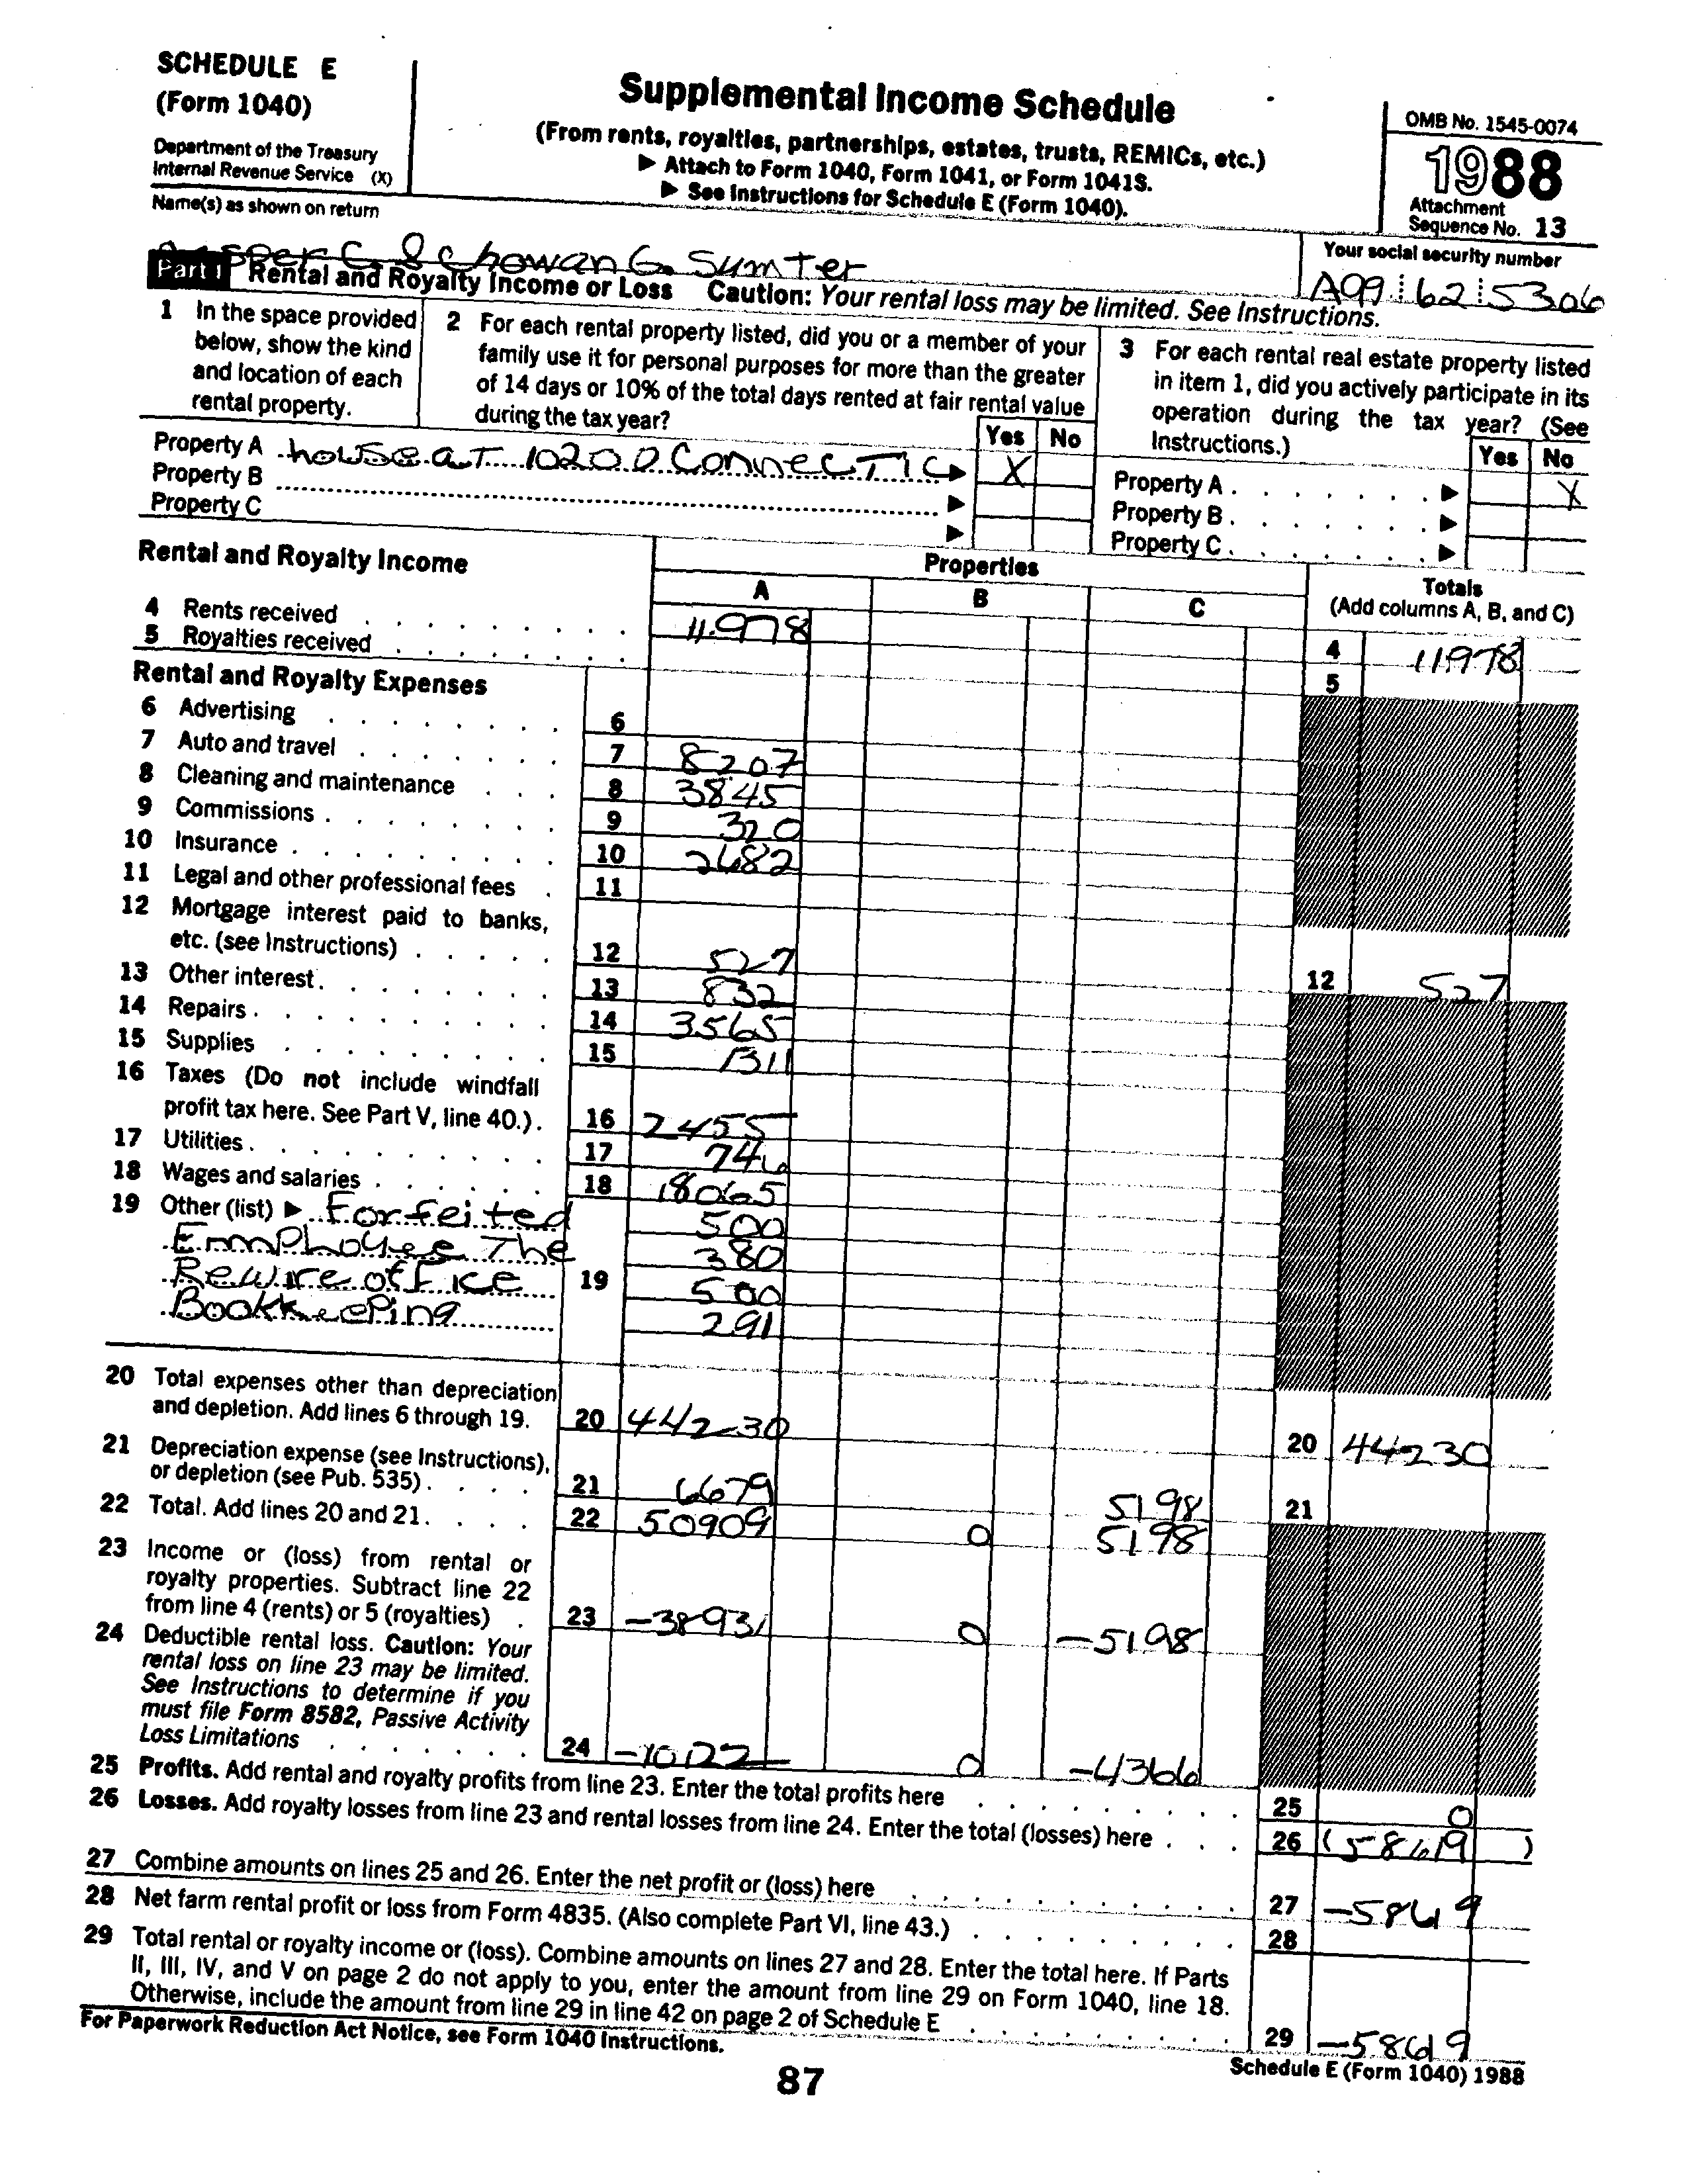 SCHEDULE E
(Form 1040)
Department of the Treasury
Internal Revenue Service (X)
Supplemental Income Schedule
(From rents, royalties, partnerships, estates, trusts, REMICs, etc.)
▶ Attach to Form 1040, Form 1041, or Form 1041S.
▶ See Instructions for Schedule E (Form 1040).
OMB No. 1545-0074
1988
Attachment
Sequence No. 13
Name(s) as shown on return
& Chowan G. Sumter
Your social security number
A99 62 5306
Part I Rental and Royalty Income or Loss Caution: Your rental loss may be limited. See Instructions.
1 In the space provided
below, show the kind
and location of each
rental property.
2 For each rental property listed, did you or a member of your
family use it for personal purposes for more than the greater
of 14 days or 10% of the total days rented at fair rental value
during the tax year?
3 For each rental real estate property listed
in item 1, did you actively participate in its
operation during the tax year? (See
Instructions.)
Yes No
Yes No
Property A house at 10200 Connectic ▶ X
Property B ▶
Property C ▶
Property A . . . . . . . ▶ X
Property B . . . . . . . ▶
Property C . . . . . . . ▶
Rental and Royalty Income
Properties
A B C
Totals
(Add columns A, B, and C)
4 Rents received 11978 4 11978
5 Royalties received 5
Rental and Royalty Expenses
6 Advertising 6
7 Auto and travel 7 8207
8 Cleaning and maintenance 8 3845
9 Commissions 9 320
10 Insurance 10 2682
11 Legal and other professional fees 11
12 Mortgage interest paid to banks,
etc. (see Instructions) 12 527 12 527
13 Other interest 13 832
14 Repairs 14 3565
15 Supplies 15 1311
16 Taxes (Do not include windfall
profit tax here. See Part V, line 40.) 16 2455
17 Utilities 17 746
18 Wages and salaries 18 18065
19 Other (list) ▶ Forfeited 500
Emmployee The 380
Rewire office 19 500
Bookkeeping 291
20 Total expenses other than depreciation
and depletion. Add lines 6 through 19. 20 44230 20 44230
21 Depreciation expense (see Instructions),
or depletion (see Pub. 535) 21 6679 5198 21
22 Total. Add lines 20 and 21 22 50909 0 5198
23 Income or (loss) from rental or
royalty properties. Subtract line 22
from line 4 (rents) or 5 (royalties) 23 -38931 0 -5198
24 Deductible rental loss. Caution: Your
rental loss on line 23 may be limited.
See Instructions to determine if you
must file Form 8582, Passive Activity
Loss Limitations 24 -10122 0 -4366
25 Profits. Add rental and royalty profits from line 23. Enter the total profits here 25 0
26 Losses. Add royalty losses from line 23 and rental losses from line 24. Enter the total (losses) here 26 (58619)
27 Combine amounts on lines 25 and 26. Enter the net profit or (loss) here 27 -58619
28 Net farm rental profit or loss from Form 4835. (Also complete Part VI, line 43.) 28
29 Total rental or royalty income or (loss). Combine amounts on lines 27 and 28. Enter the total here. If Parts
II, III, IV, and V on page 2 do not apply to you, enter the amount from line 29 on Form 1040, line 18.
Otherwise, include the amount from line 29 in line 42 on page 2 of Schedule E 29 -58619
For Paperwork Reduction Act Notice, see Form 1040 Instructions.
Schedule E (Form 1040) 1988
87